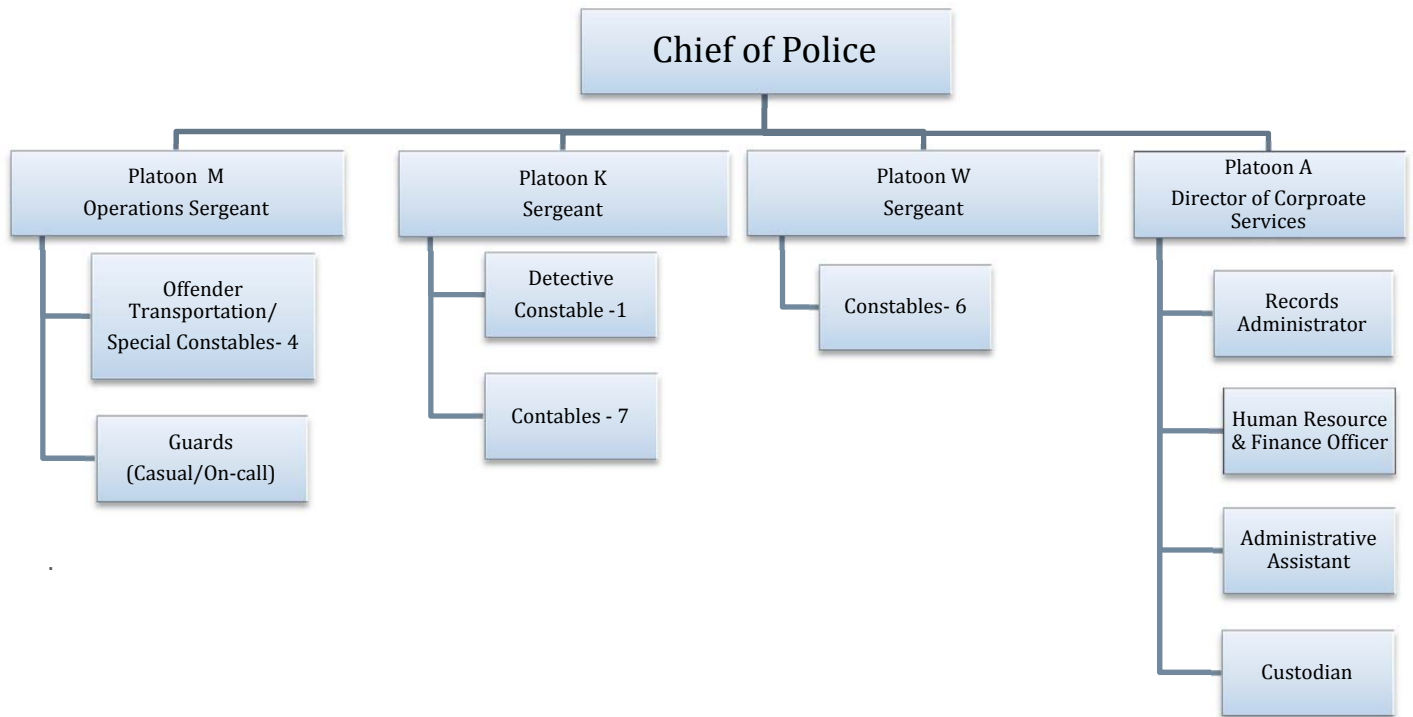 Chief of Police
Platoon  M
Operations Sergeant
Offender
Transportation/
Special Constables- 4
Guards
(Casual/On-call)
Platoon K
Sergeant
Detective
Constable -1
Contables - 7
Platoon W
Sergeant
Constables- 6
Platoon A
Director of Corproate
Services
Records
Administrator
Human Resource
& Finance Officer
Administrative
Assistant
Custodian
.